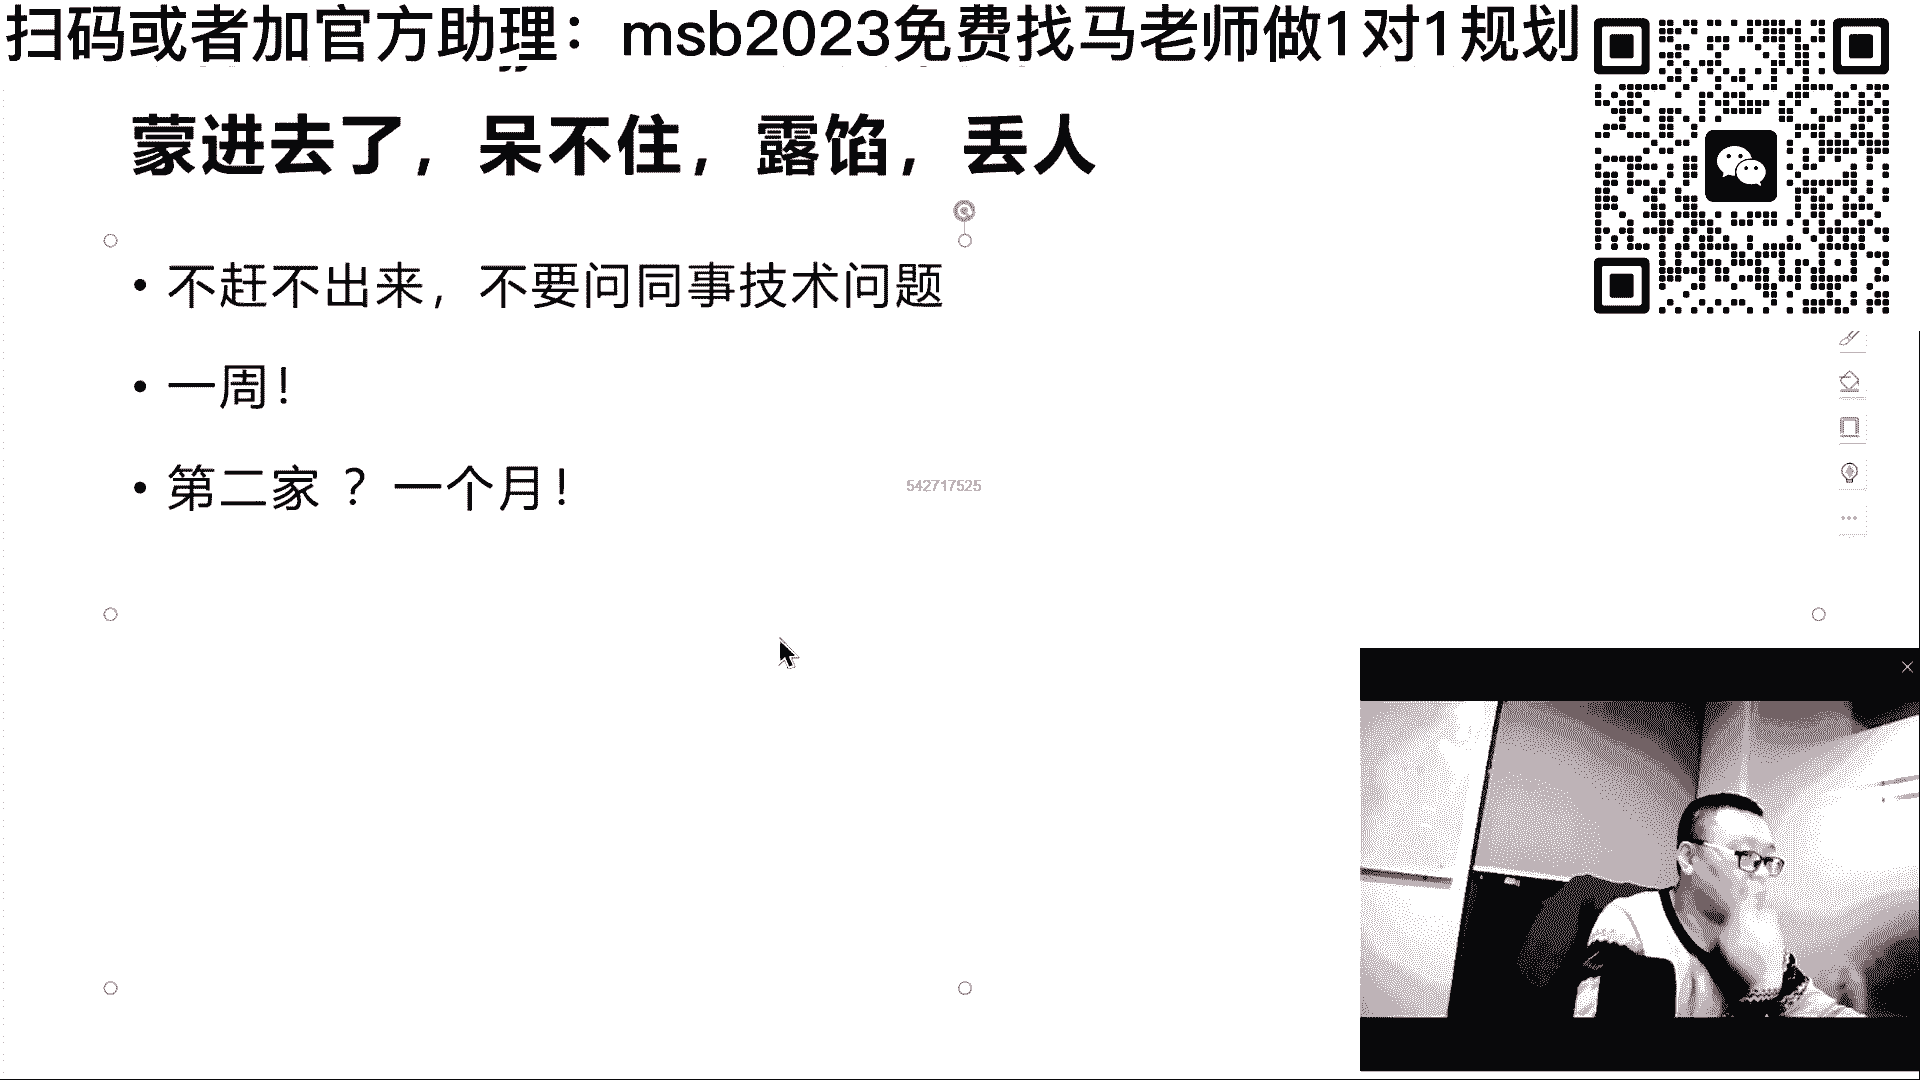 扫码或者加官方助理：msb2023免费找马老师做1对1规划
蒙进去了，呆不住，露馅，丢人
• 不赶不出来，不要问同事技术问题
• 一周！
• 第二家 ？一个月！
542717525